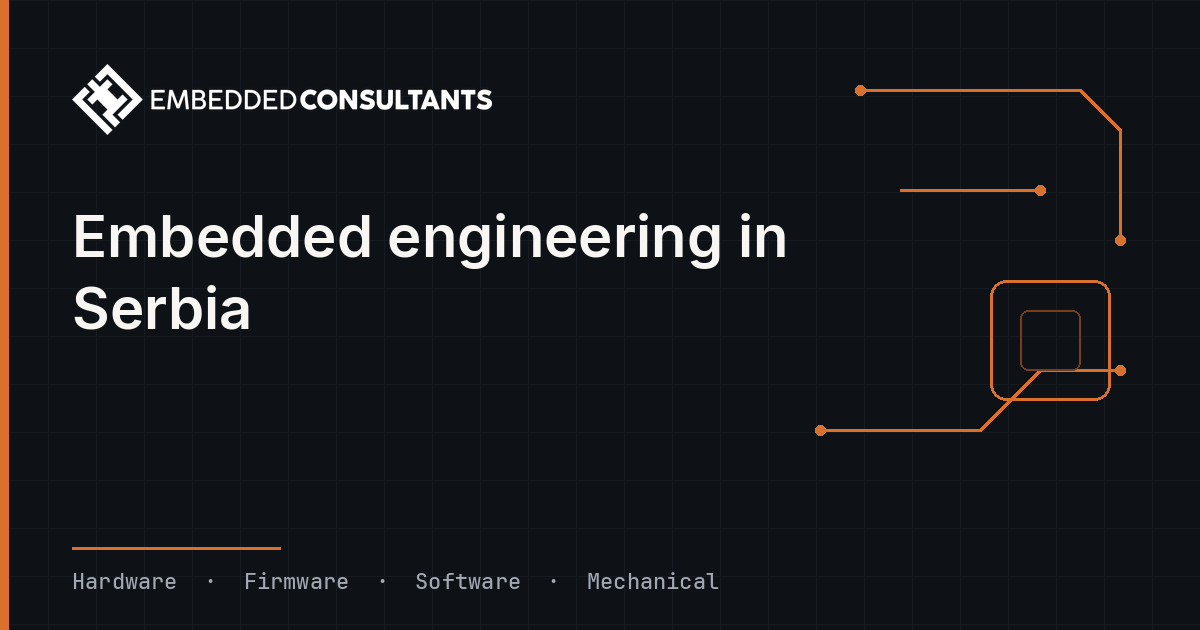 EMBEDDEDCONSULTANTS
Embedded engineering in
Serbia
Hardware · Firmware · Software · Mechanical